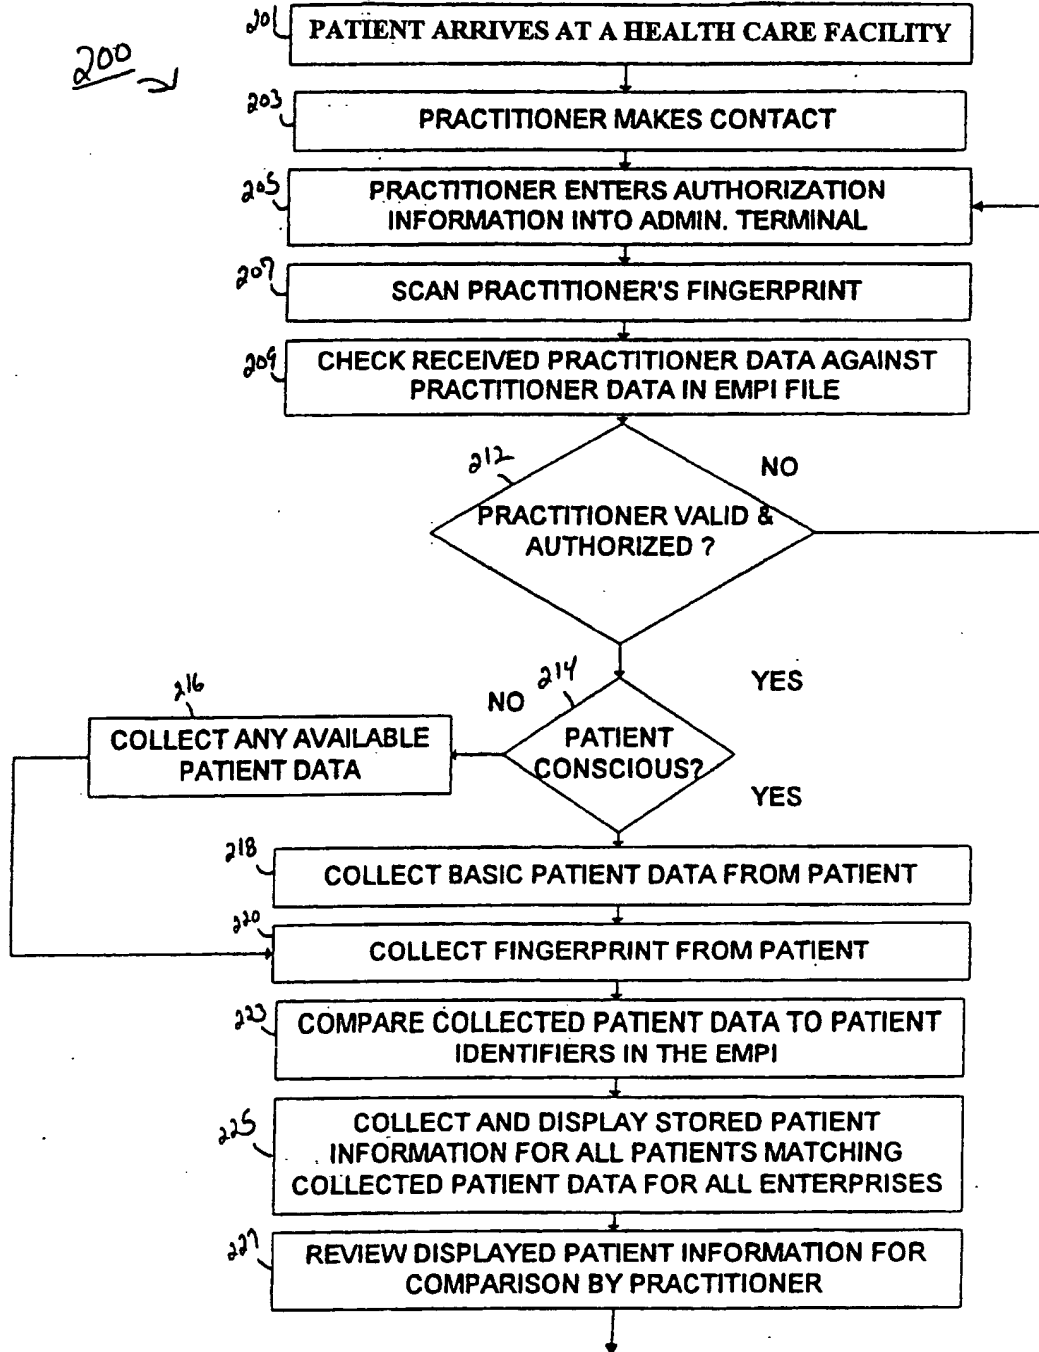 201
PATIENT ARRIVES AT A HEALTH CARE FACILITY
200
203
PRACTITIONER MAKES CONTACT
205
PRACTITIONER ENTERS AUTHORIZATION
INFORMATION INTO ADMIN. TERMINAL
207
SCAN PRACTITIONER'S FINGERPRINT
209
CHECK RECEIVED PRACTITIONER DATA AGAINST
PRACTITIONER DATA IN EMPI FILE
212
NO
PRACTITIONER VALID &
AUTHORIZED ?
214
YES
NO
216
COLLECT ANY AVAILABLE
PATIENT DATA
PATIENT
CONSCIOUS?
YES
218
COLLECT BASIC PATIENT DATA FROM PATIENT
220
COLLECT FINGERPRINT FROM PATIENT
223
COMPARE COLLECTED PATIENT DATA TO PATIENT
IDENTIFIERS IN THE EMPI
225
COLLECT AND DISPLAY STORED PATIENT
INFORMATION FOR ALL PATIENTS MATCHING
COLLECTED PATIENT DATA FOR ALL ENTERPRISES
227
REVIEW DISPLAYED PATIENT INFORMATION FOR
COMPARISON BY PRACTITIONER